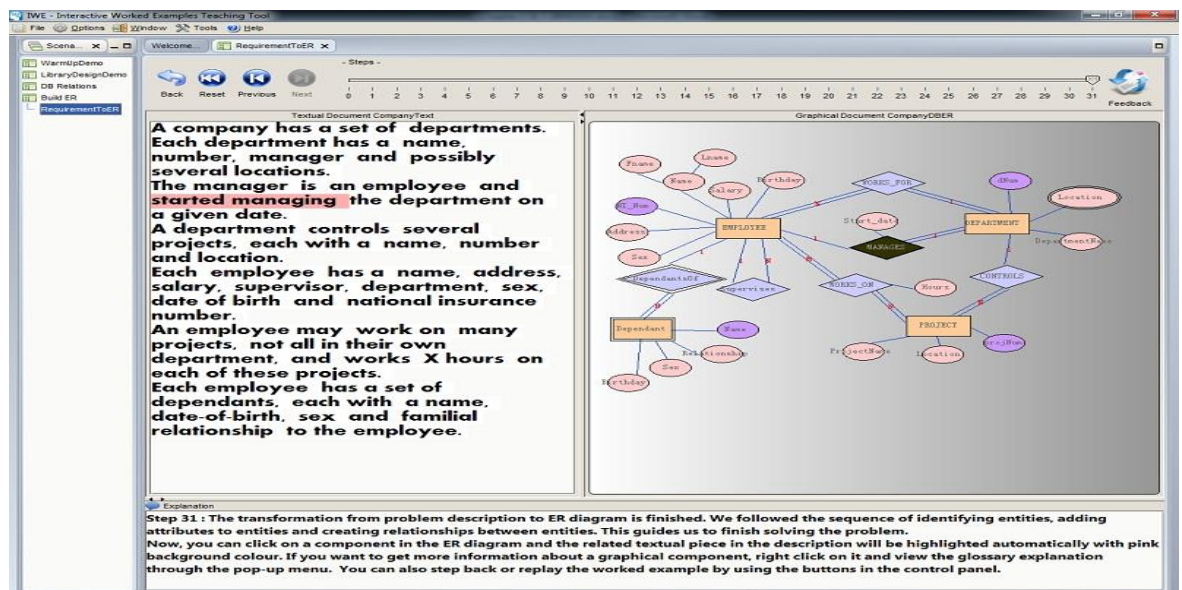 IWE - Interactive Worked Examples Teaching Tool
File Options Window Tools Help
Scena...
Welcome... RequirementToER
WarmUpDemo
LibraryDesignDemo
DB Relations
Build ER
RequirementToER
- Steps -
Back Reset Previous Next
0 1 2 3 4 5 6 7 8 9 10 11 12 13 14 15 16 17 18 19 20 21 22 23 24 25 26 27 28 29 30 31
Feedback
Textual Document CompanyText
A company has a set of departments.
Each department has a name,
number, manager and possibly
several locations.
The manager is an employee and
started managing the department on
a given date.
A department controls several
projects, each with a name, number
and location.
Each employee has a name, address,
salary, supervisor, department, sex,
date of birth and national insurance
number.
An employee may work on many
projects, not all in their own
department, and works X hours on
each of these projects.
Each employee has a set of
dependants, each with a name,
date-of-birth, sex and familial
relationship to the employee.
Graphical Document CompanyDBER
Fname
Lname
Name
Salary
Birthday
NI_Num
Address
Sex
EMPLOYEE
WORKS_FOR
dNum
Location
Start_date
DEPARTMENT
DepartmentName
MANAGES
DependantsOf
Supervises
WORKS_ON
Hours
CONTROLS
Dependant
Name
PROJECT
projNum
Relationship
ProjectName
Location
Sex
Birthday
Explanation
Step 31 : The transformation from problem description to ER diagram is finished. We followed the sequence of identifying entities, adding
attributes to entities and creating relationships between entities. This guides us to finish solving the problem.
Now, you can click on a component in the ER diagram and the related textual piece in the description will be highlighted automatically with pink
background colour. If you want to get more information about a graphical component, right click on it and view the glossary explanation
through the pop-up menu. You can also step back or replay the worked example by using the buttons in the control panel.